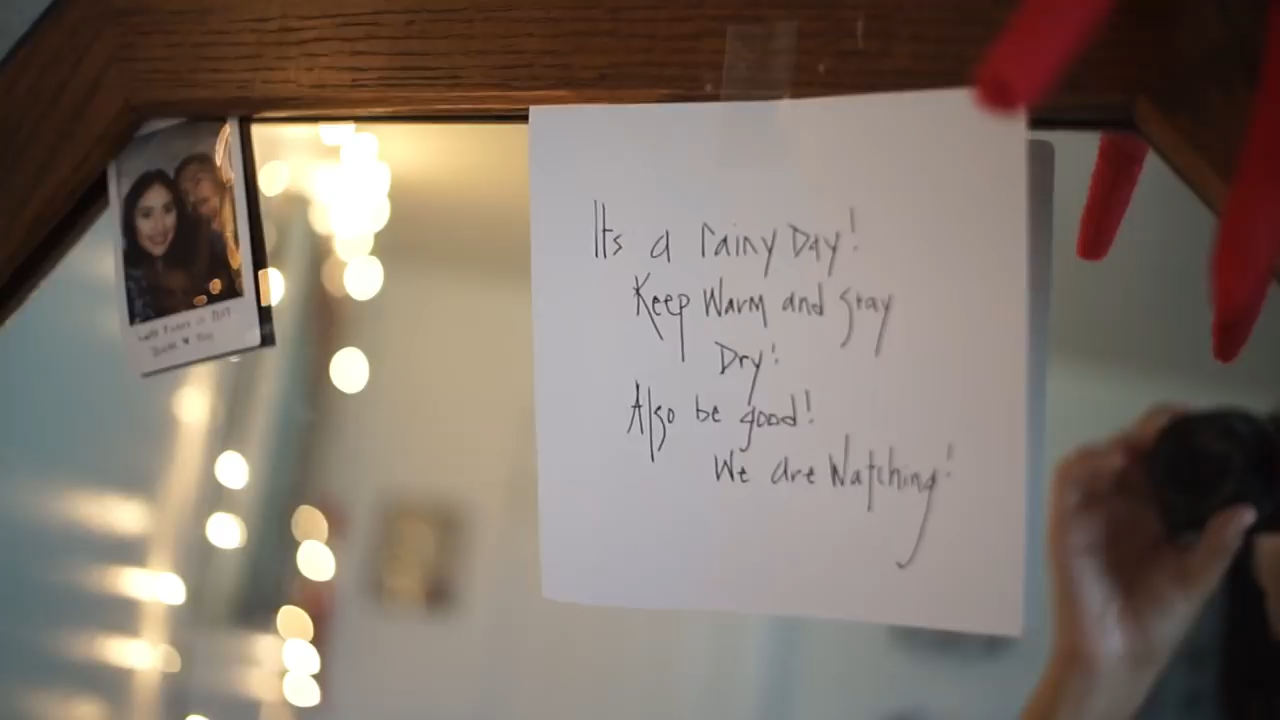 Its a rainy Day!
Keep Warm and stay
Dry!
Also be good!
We are Watching!